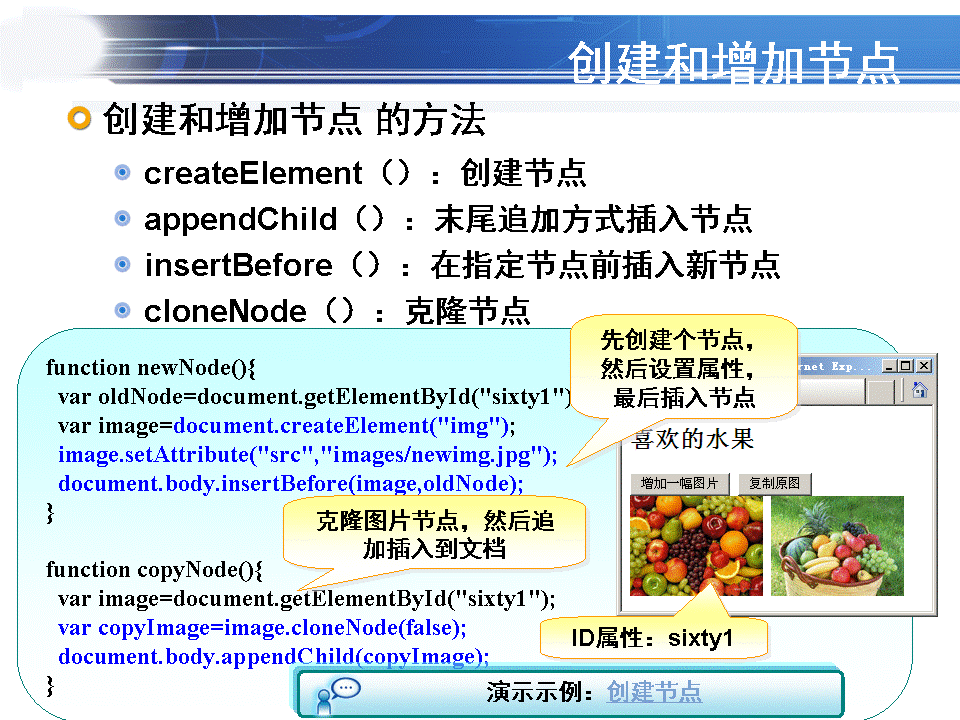 创建和增加节点
创建和增加节点 的方法
createElement（）：创建节点
appendChild（）：末尾追加方式插入节点
insertBefore（）：在指定节点前插入新节点
cloneNode（）：克隆节点
先创建个节点，
然后设置属性，
最后插入节点
function newNode(){
var oldNode=document.getElementById("sixty1")
var image=document.createElement("img");
image.setAttribute("src","images/newimg.jpg");
document.body.insertBefore(image,oldNode);
}
克隆图片节点，然后追
加插入到文档
function copyNode(){
var image=document.getElementById("sixty1");
var copyImage=image.cloneNode(false);
document.body.appendChild(copyImage);
}
rnet Exp...
喜欢的水果
增加一幅图片 复制原图
ID属性：sixty1
演示示例：创建节点